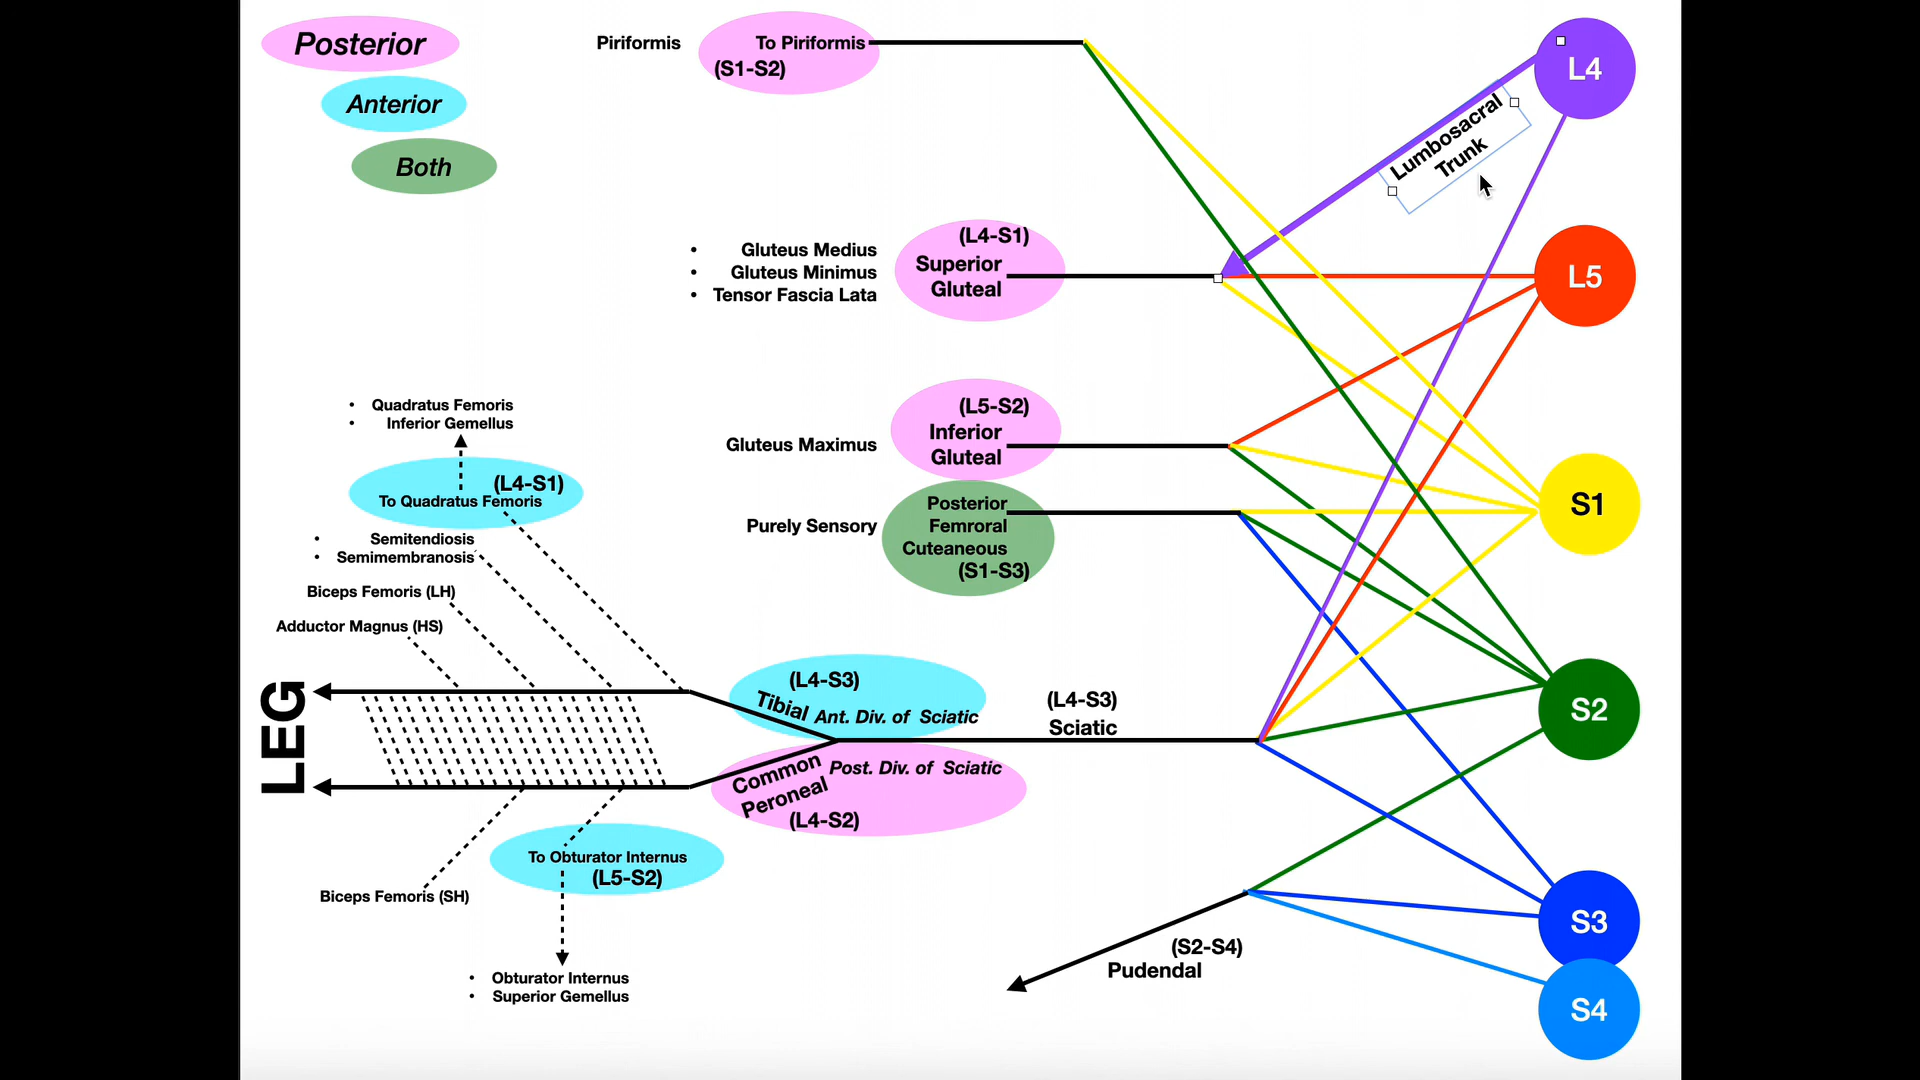 Posterior
Anterior
Both
Piriformis
To Piriformis
(S1-S2)
L4
Lumbosacral
Trunk
• Gluteus Medius
• Gluteus Minimus
• Tensor Fascia Lata
(L4-S1)
Superior
Gluteal
L5
• Quadratus Femoris
• Inferior Gemellus
Gluteus Maximus
(L5-S2)
Inferior
Gluteal
(L4-S1)
To Quadratus Femoris
Purely Sensory
Posterior
Femroral
Cuteaneous
(S1-S3)
S1
• Semitendiosis
• Semimembranosis
Biceps Femoris (LH)
Adductor Magnus (HS)
LEG
(L4-S3)
Tibial
Ant. Div. of Sciatic
(L4-S3)
Sciatic
S2
Common
Peroneal
Post. Div. of Sciatic
(L4-S2)
To Obturator Internus
(L5-S2)
Biceps Femoris (SH)
• Obturator Internus
• Superior Gemellus
(S2-S4)
Pudendal
S3
S4